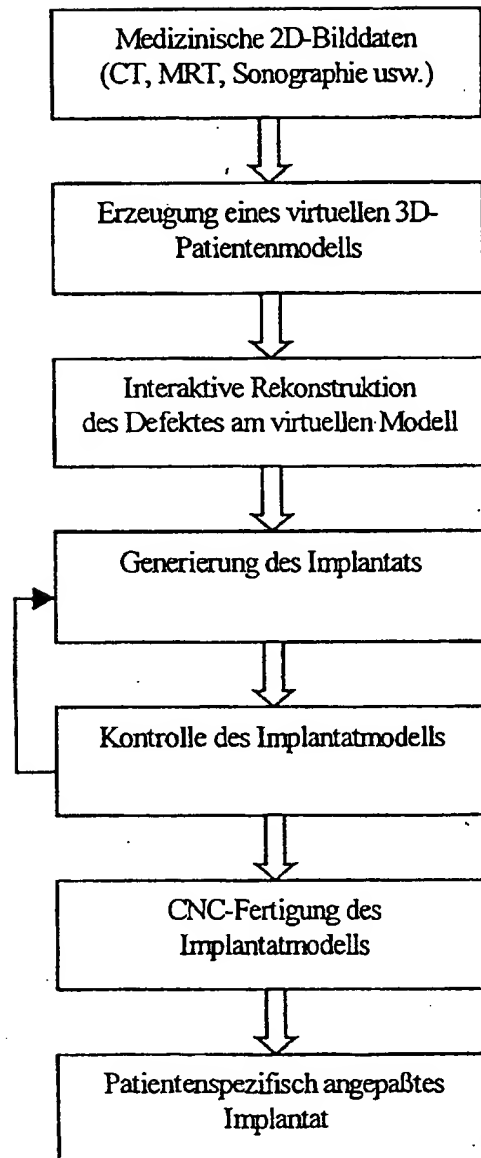 Medizinische 2D-Bilddaten
(CT, MRT, Sonographie usw.)
Erzeugung eines virtuellen 3D-
Patientenmodells
Interaktive Rekonstruktion
des Defektes am virtuellen Modell
Generierung des Implantats
Kontrolle des Implantatmodells
CNC-Fertigung des
Implantatmodells
Patientenspezifisch angepaßtes
Implantat